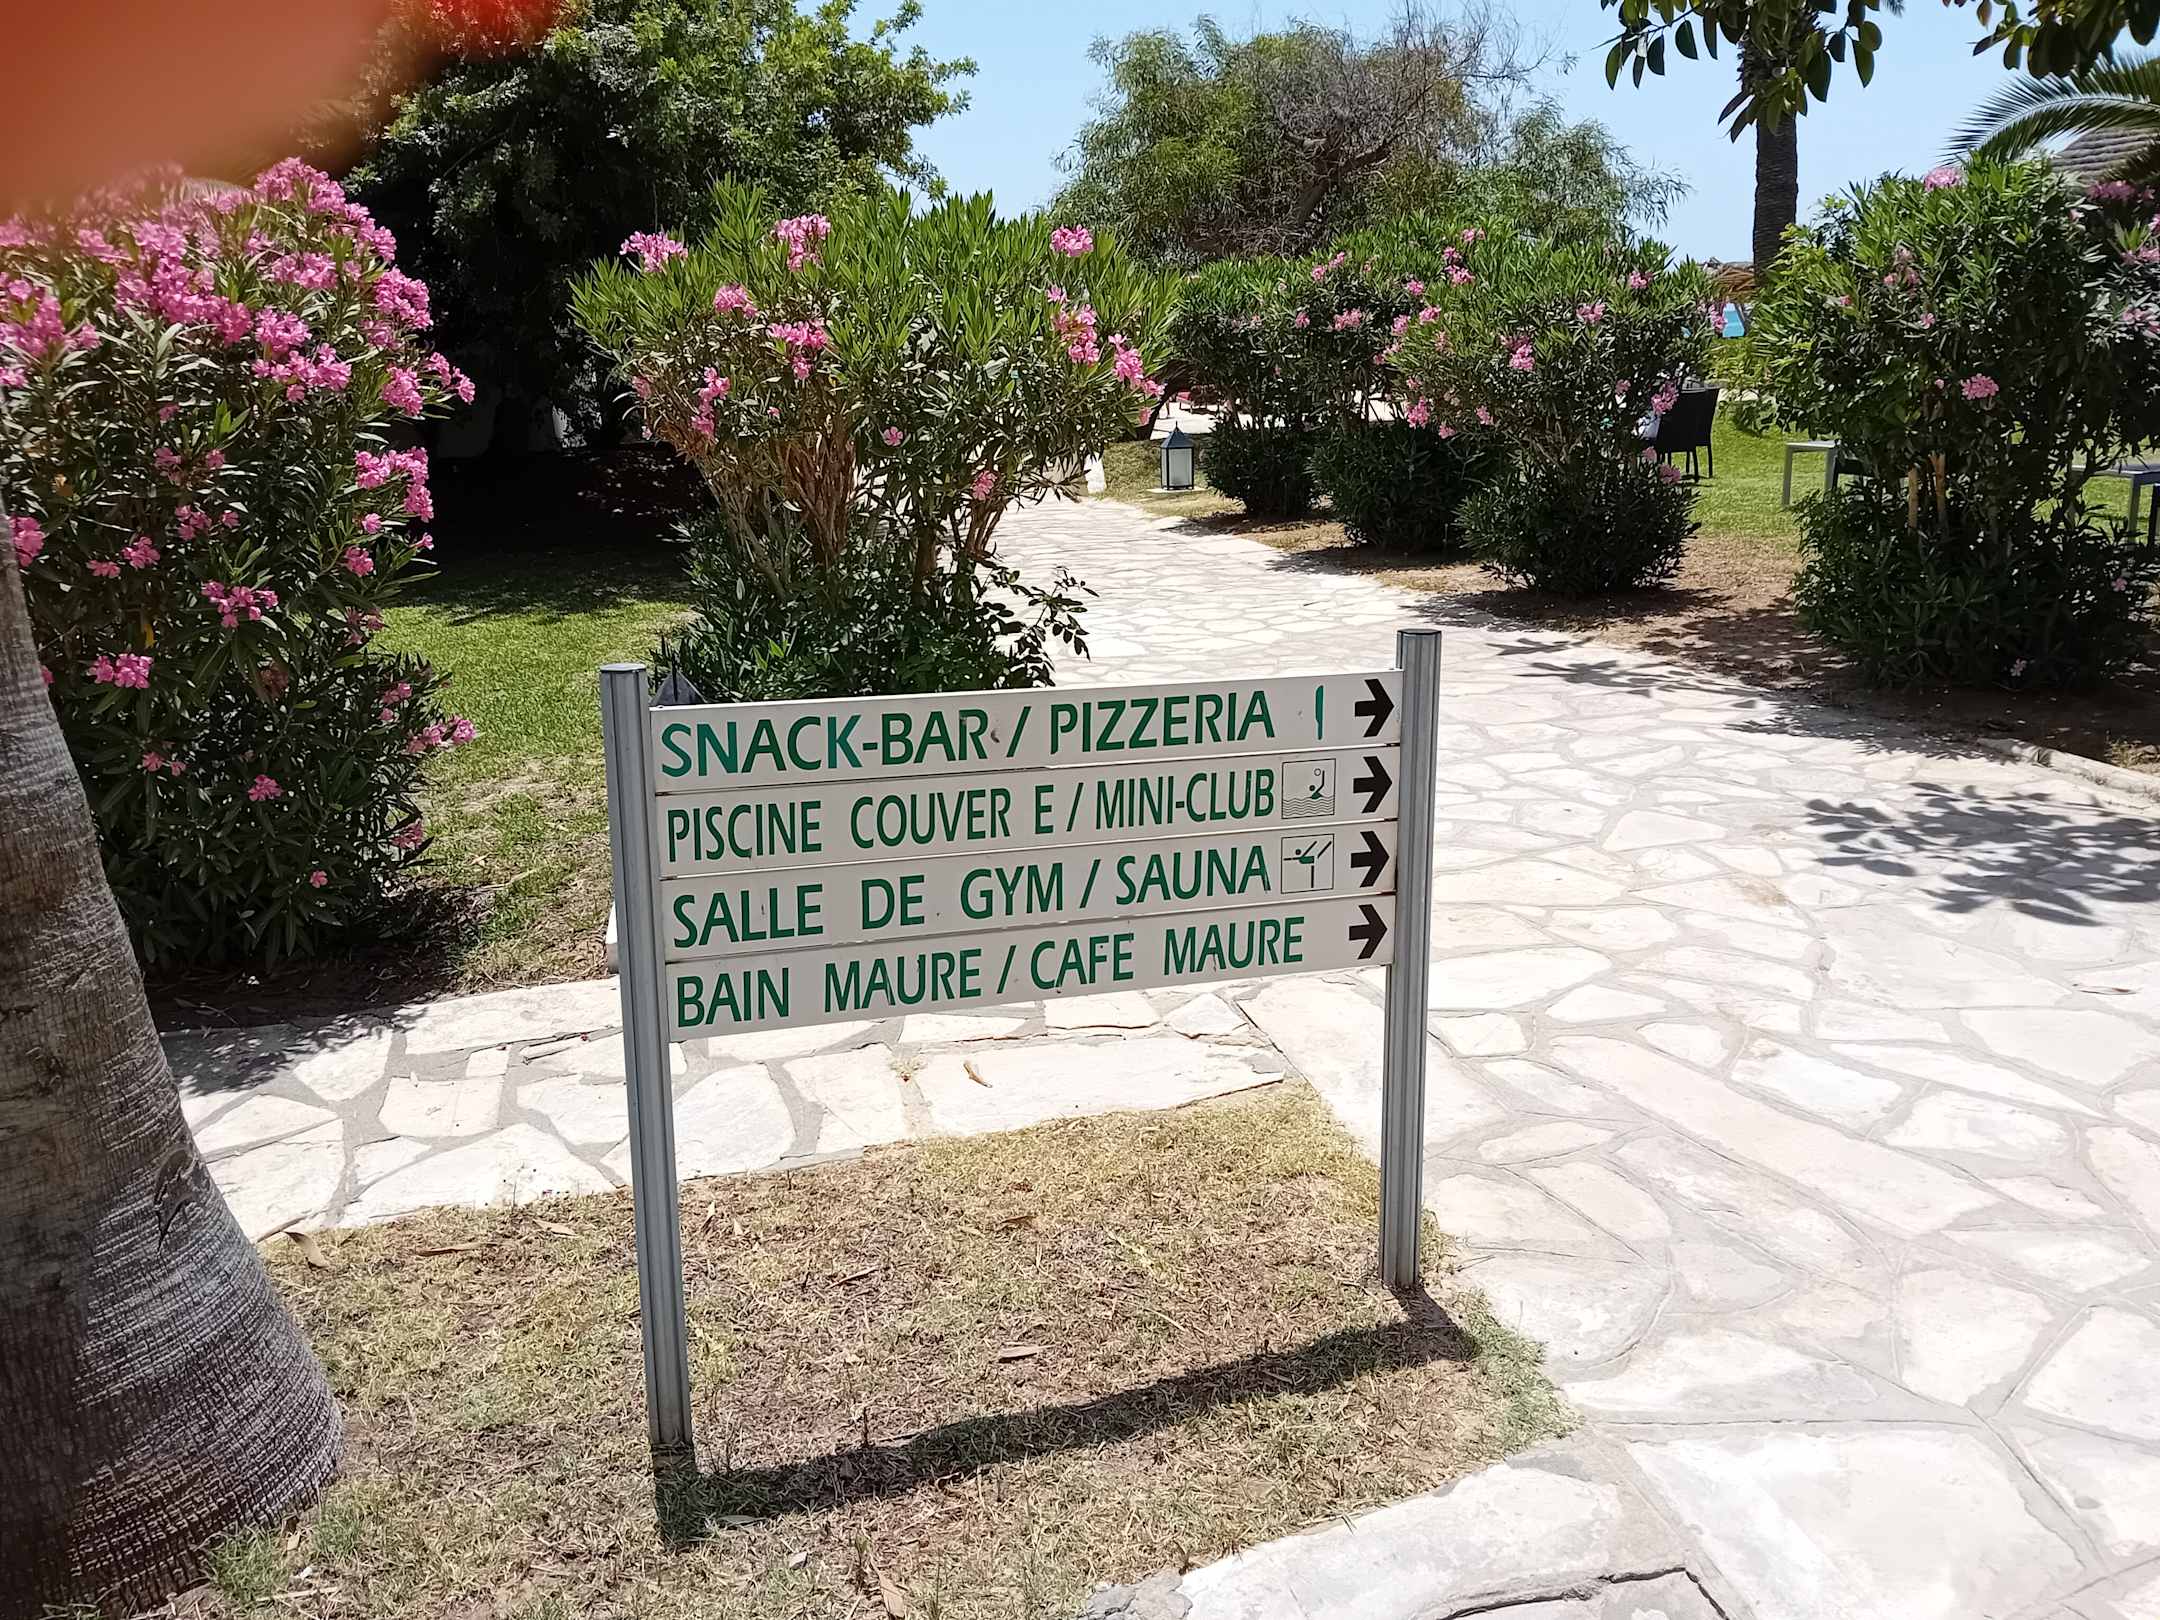 SNACK-BAR / PIZZERIA
PISCINE COUVER E / MINI-CLUB
SALLE DE GYM / SAUNA
BAIN MAURE / CAFE MAURE